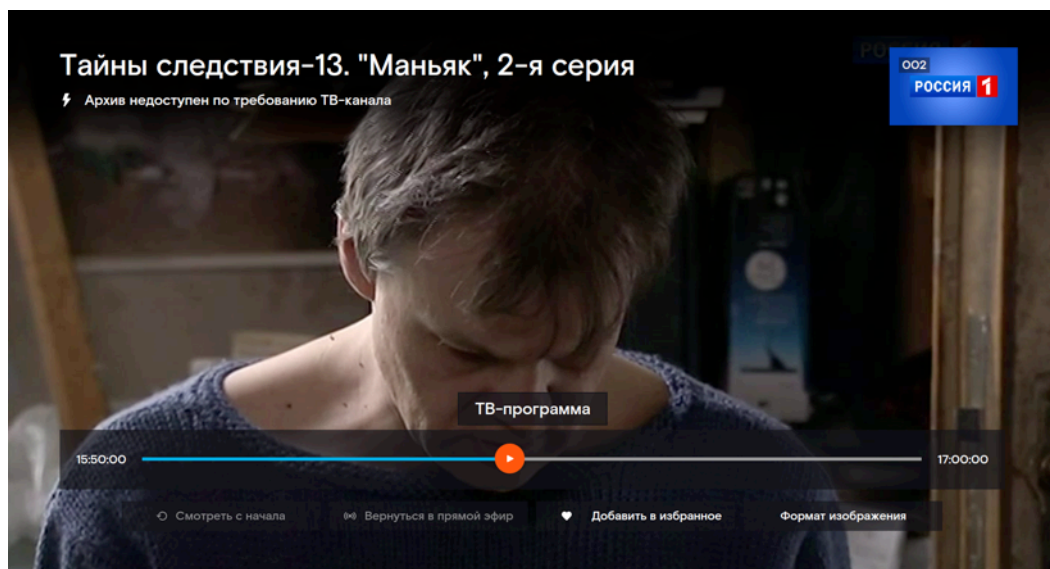 Тайны следствия-13. "Маньяк", 2-я серия
Архив недоступен по требованию ТВ-канала
002
РОССИЯ 1
ТВ-программа
15:50:00
17:00:00
Смотреть с начала
Вернуться в прямой эфир
Добавить в избранное
Формат изображения